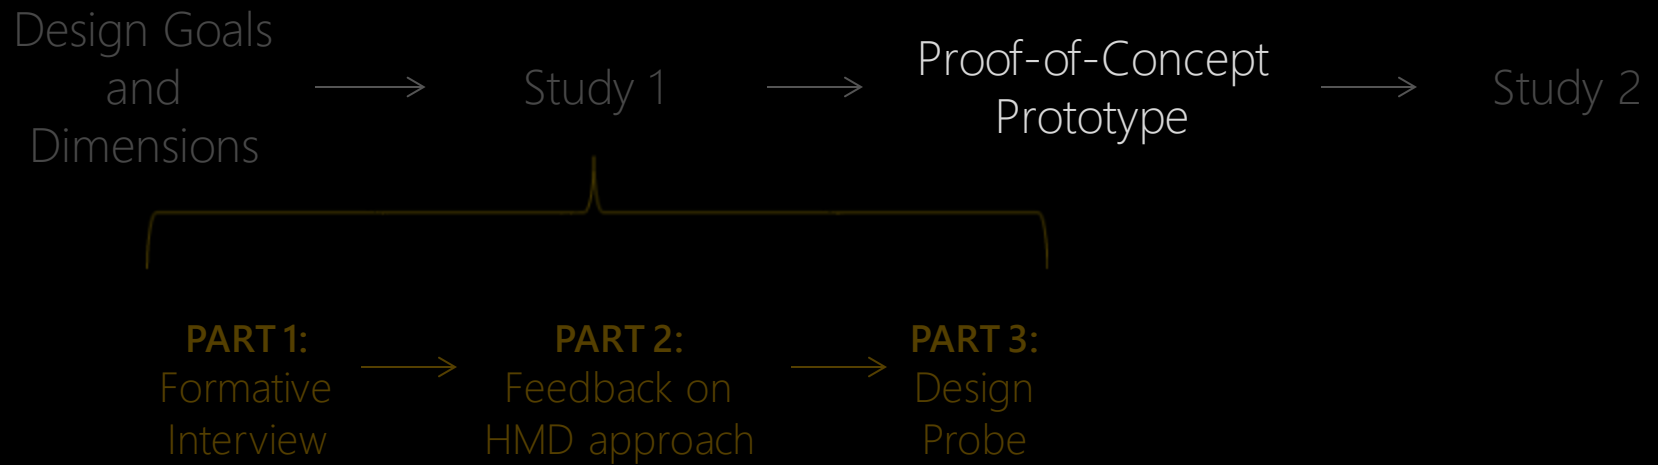 Design Goals
and
Dimensions
Study 1
Proof-of-Concept
Prototype
Study 2
PART 1:
Formative
Interview
PART 2:
Feedback on
HMD approach
PART 3:
Design
Probe